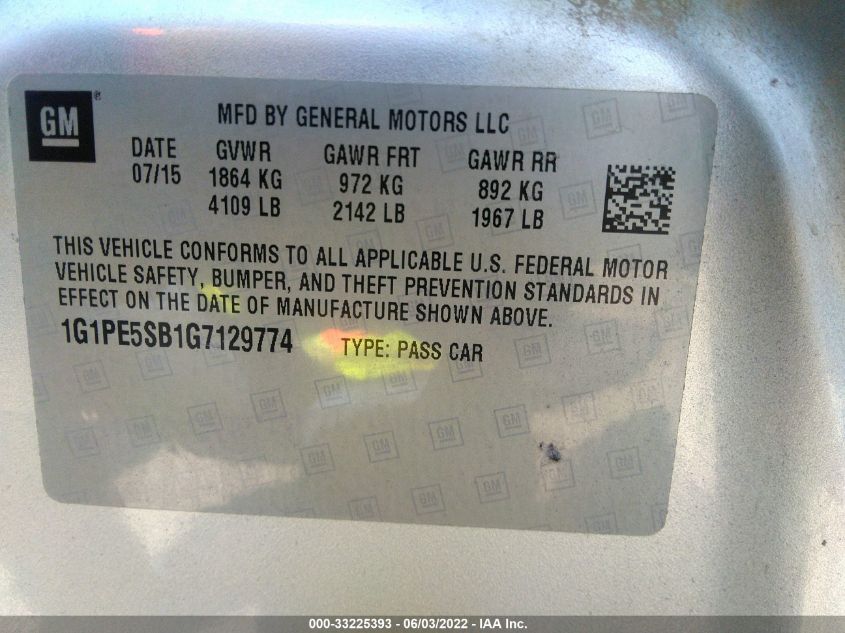 GM ®
MFD BY GENERAL MOTORS LLC
DATE GVWR GAWR FRT GAWR RR
07/15 1864 KG 972 KG 892 KG
4109 LB 2142 LB 1967 LB
THIS VEHICLE CONFORMS TO ALL APPLICABLE U.S. FEDERAL MOTOR
VEHICLE SAFETY, BUMPER, AND THEFT PREVENTION STANDARDS IN
EFFECT ON THE DATE OF MANUFACTURE SHOWN ABOVE.
1G1PE5SB1G7129774 TYPE: PASS CAR
000-33225393 - 06/03/2022 - IAA Inc.